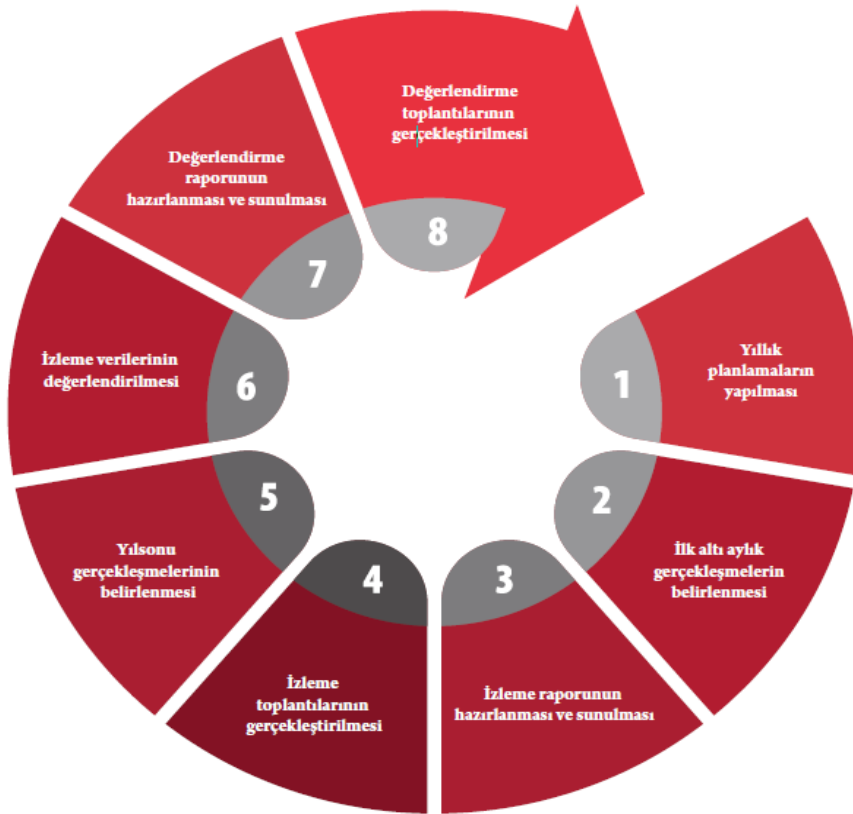 1
Yıllık
planlamaların
yapılması
2
İlk altı aylık
gerçekleşmelerin
belirlenmesi
3
İzleme raporunun
hazırlanması ve sunulması
4
İzleme
toplantılarının
gerçekleştirilmesi
5
Yılsonu
gerçekleşmelerinin
belirlenmesi
6
İzleme verilerinin
değerlendirilmesi
7
Değerlendirme
raporunun
hazırlanması ve sunulması
8
Değerlendirme
toplantılarının
gerçekleştirilmesi